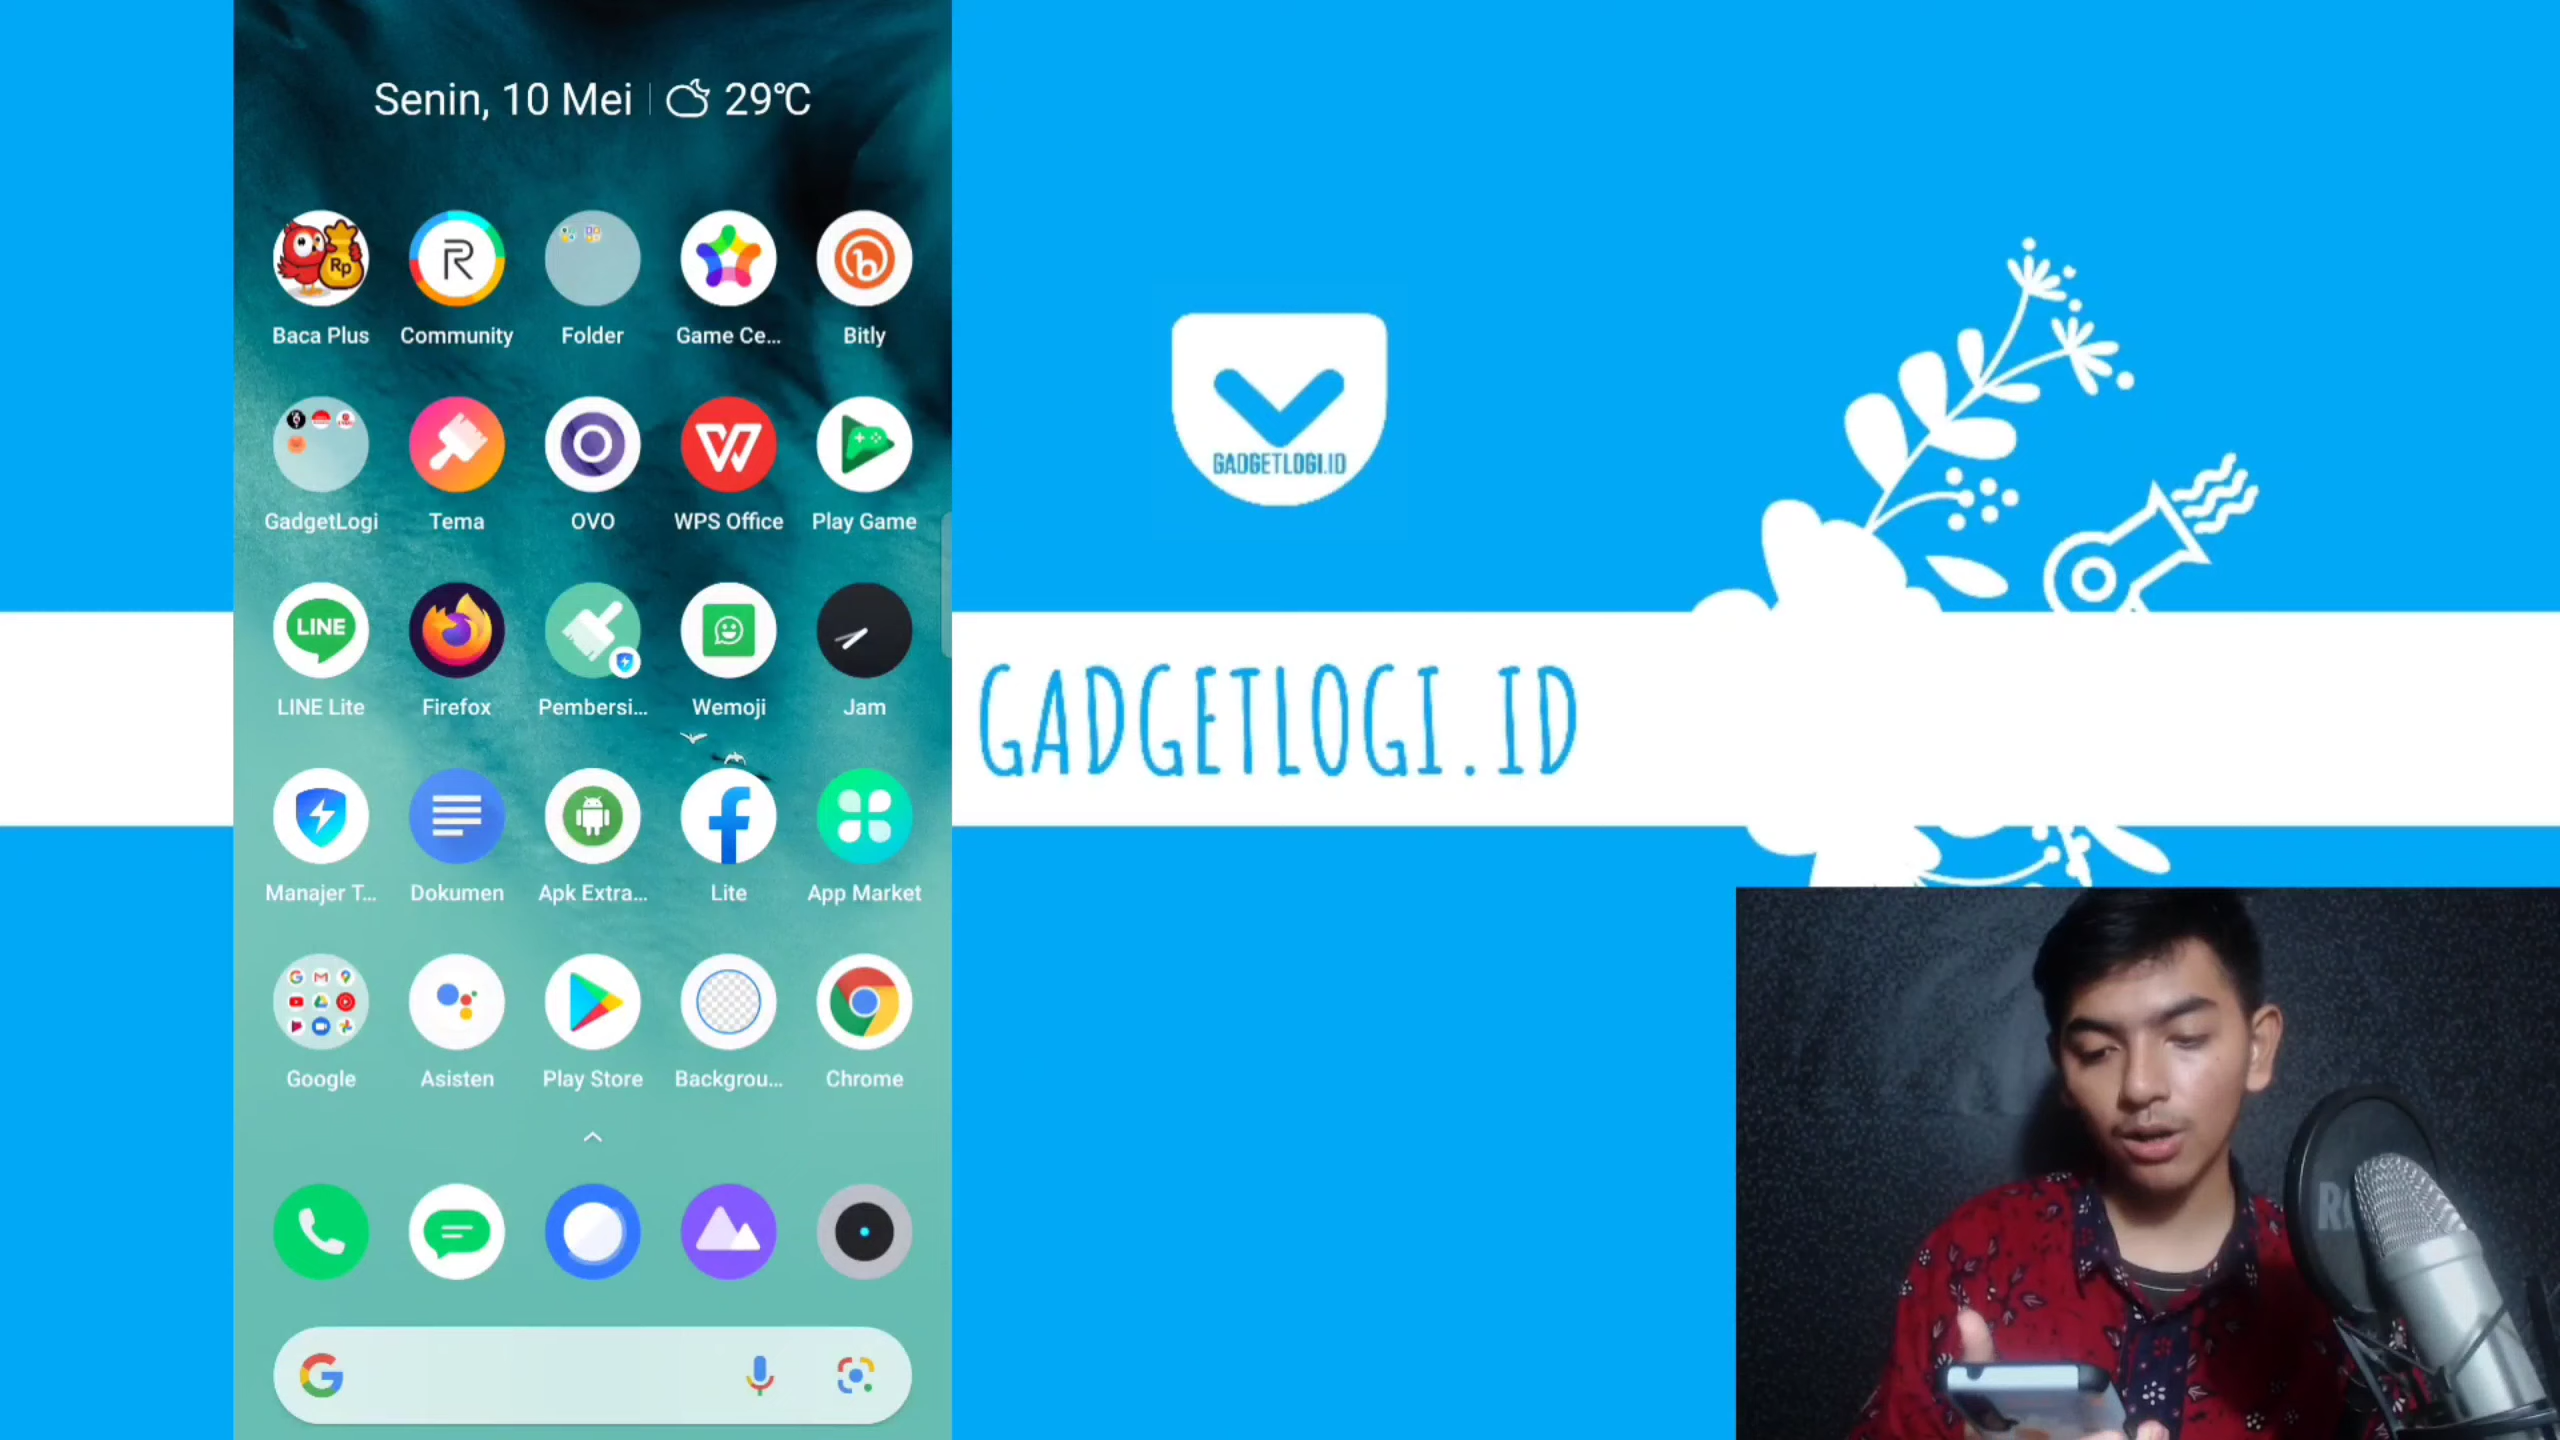 Senin, 10 Mei 29°C
Rp
Baca Plus Community Folder Game Ce... Bitly
GadgetLogi Tema OVO WPS Office Play Game
LINE
LINE Lite Firefox Pembersi... Wemoji Jam
Manajer T... Dokumen Apk Extra... Lite App Market
Google Asisten Play Store Backgrou... Chrome
GADGETLOGI.ID
GADGETLOGI.ID